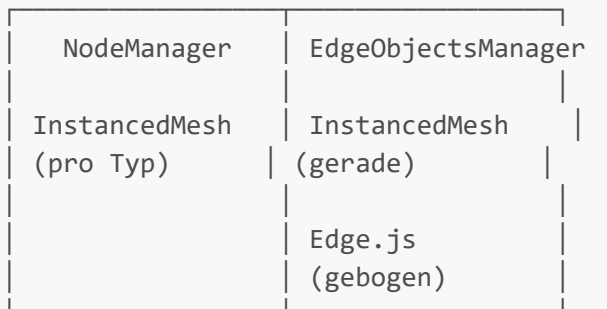 NodeManager EdgeObjectsManager
InstancedMesh InstancedMesh
(pro Typ) (gerade)
Edge.js
(gebogen)